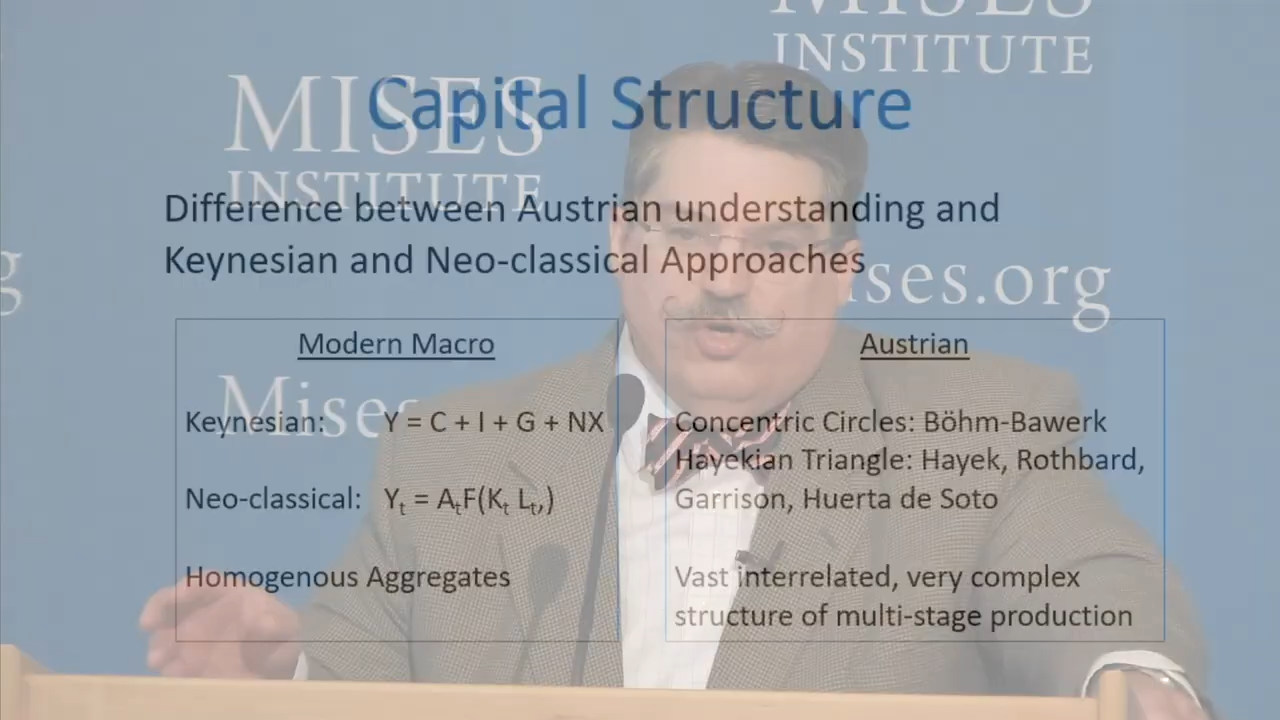 MISES
INSTITUTE
MISES
INSTITUTE
Capital Structure
Difference between Austrian understanding and
Keynesian and Neo-classical Approaches
ises.org
g
Mises
Modern Macro
Keynesian: Y = C + I + G + NX
Neo-classical: Yt = AtF(Kt Lt,)
Homogenous Aggregates
Austrian
Concentric Circles: Böhm-Bawerk
Hayekian Triangle: Hayek, Rothbard,
Garrison, Huerta de Soto
Vast interrelated, very complex
structure of multi-stage production